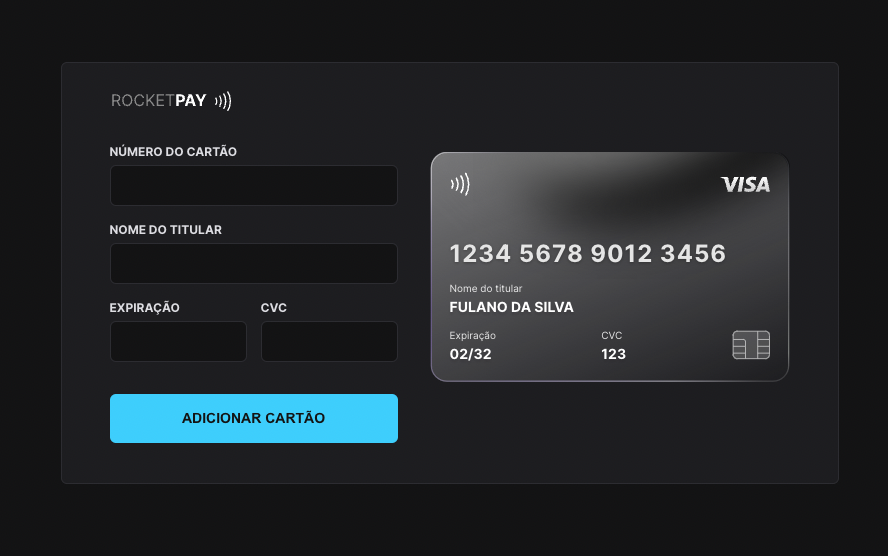 ROCKETPAY
NÚMERO DO CARTÃO
NOME DO TITULAR
EXPIRAÇÃO CVC
ADICIONAR CARTÃO
VISA
1234 5678 9012 3456
Nome do titular
FULANO DA SILVA
Expiração CVC
02/32 123